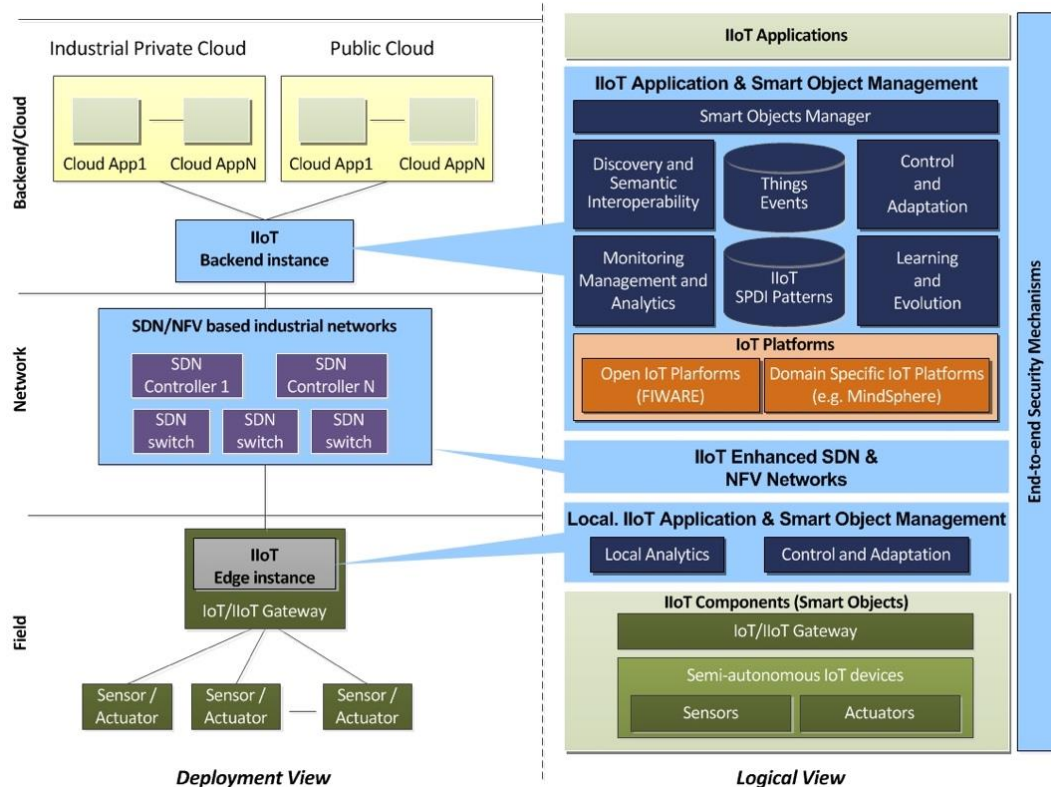 Backend/Cloud
Industrial Private Cloud
Public Cloud
Cloud App1
Cloud AppN
Cloud App1
Cloud AppN
IIoT
Backend instance
Network
SDN/NFV based industrial networks
SDN
Controller 1
SDN
Controller N
SDN
switch
SDN
switch
SDN
switch
Field
IIoT
Edge instance
IoT/IIoT Gateway
Sensor /
Actuator
Sensor /
Actuator
Sensor /
Actuator
Deployment View
IIoT Applications
IIoT Application & Smart Object Management
Smart Objects Manager
Discovery and
Semantic
Interoperability
Things
Events
Control
and
Adaptation
Monitoring
Management and
Analytics
IIoT
SPDI Patterns
Learning
and
Evolution
IoT Platforms
Open IoT Plarforms
(FIWARE)
Domain Specific IoT Platforms
(e.g. MindSphere)
IIoT Enhanced SDN &
NFV Networks
Local. IIoT Application & Smart Object Management
Local Analytics
Control and Adaptation
IIoT Components (Smart Objects)
IoT/IIoT Gateway
Semi-autonomous IoT devices
Sensors
Actuators
End-to-end Security Mechanisms
Logical View